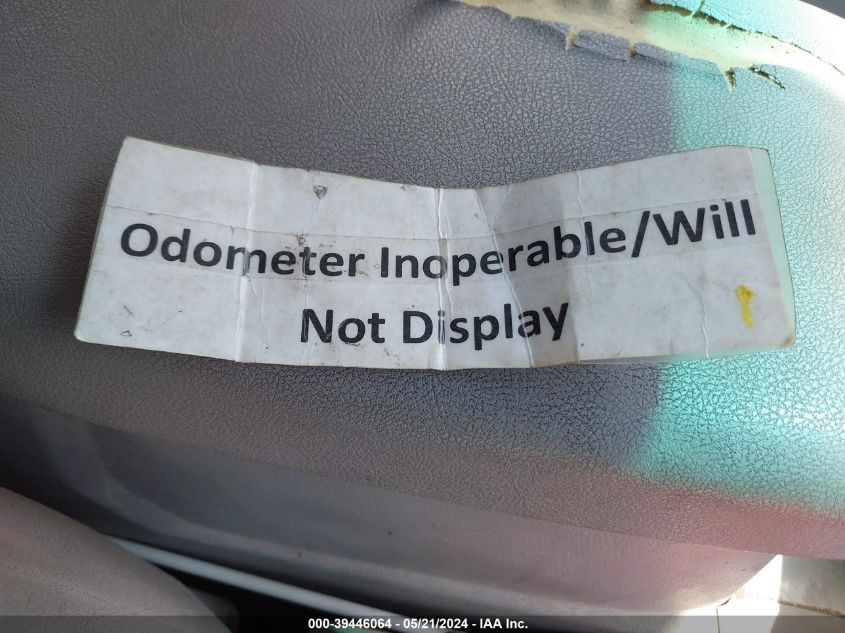 Odometer Inoperable/Will
Not Display
000-39446064 - 05/21/2024 - IAA Inc.